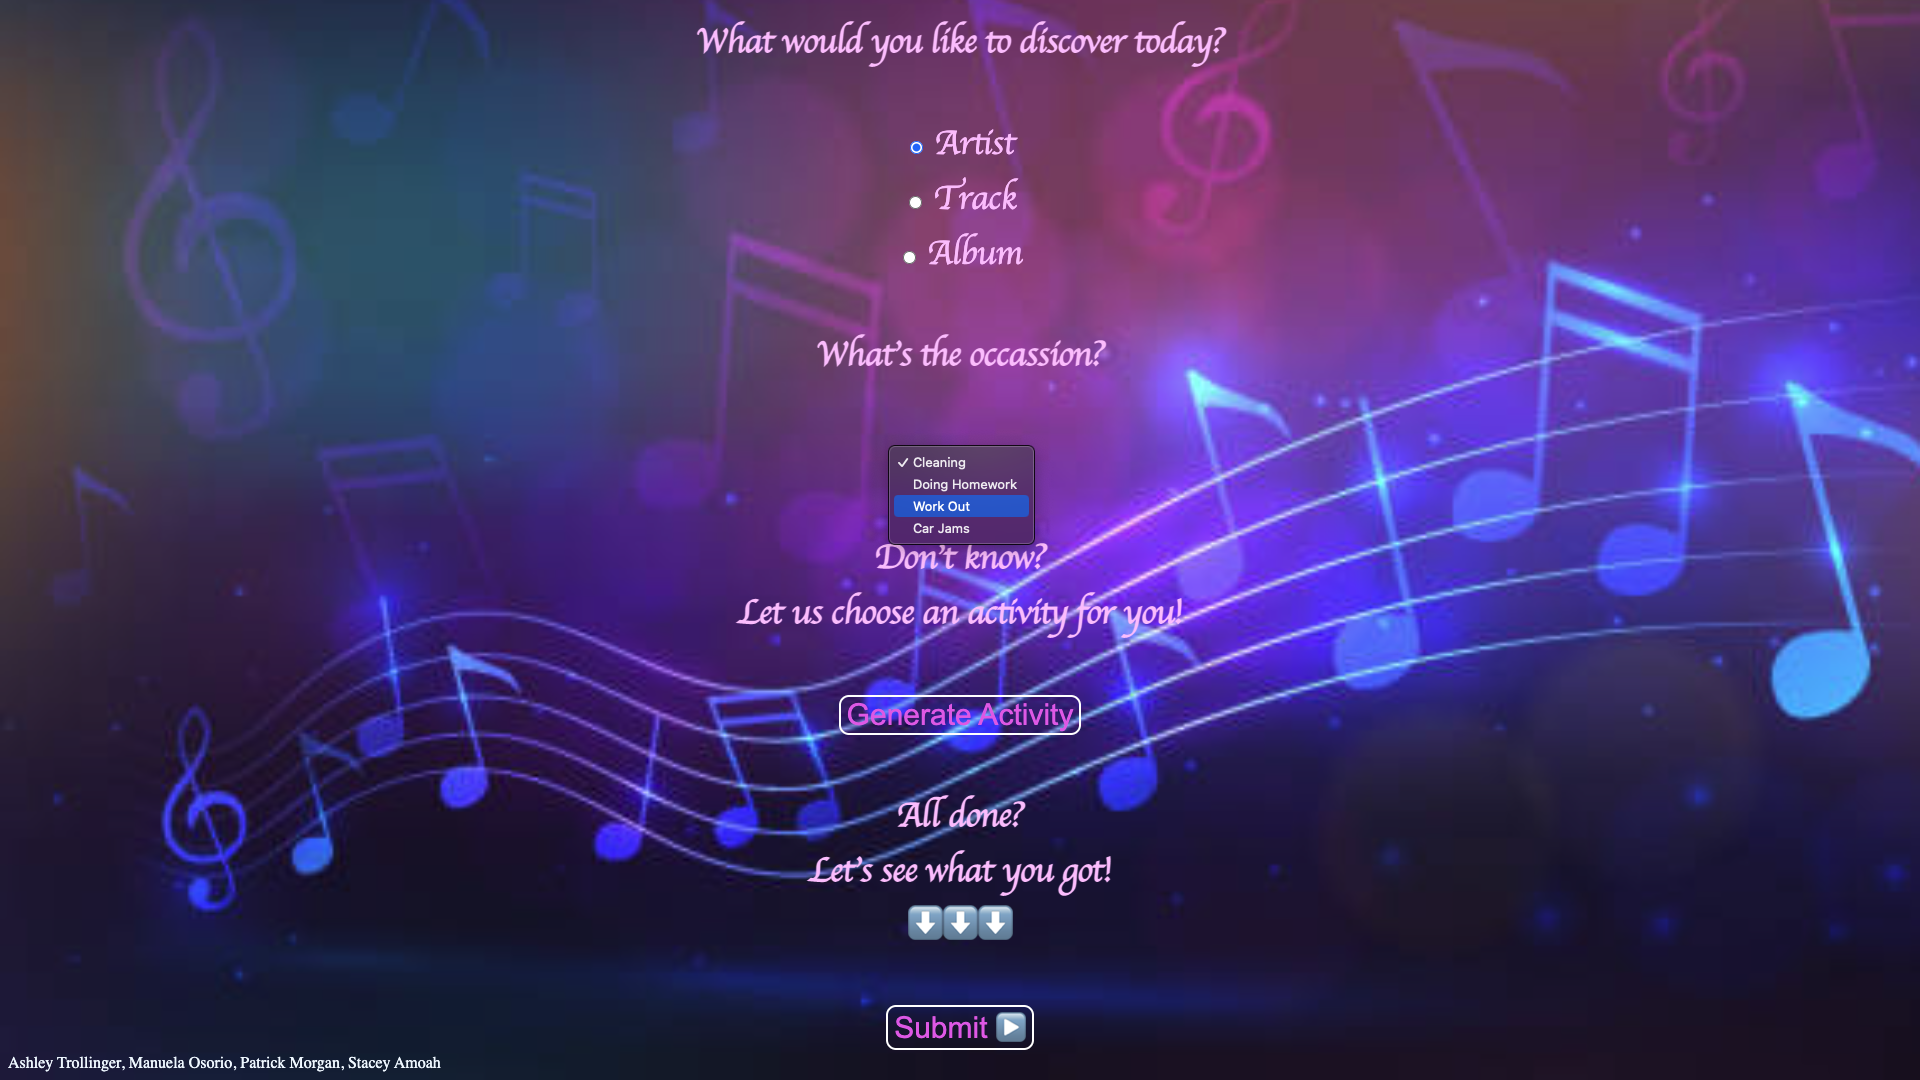 What would you like to discover today?
Artist
Track
Album
What's the occassion?
✓ Cleaning
Doing Homework
Work Out
Car Jams
Don't know?
Let us choose an activity for you!
Generate Activity
All done?
Let's see what you got!
⬇️⬇️⬇️
Submit ▶️
Ashley Trollinger, Manuela Osorio, Patrick Morgan, Stacey Amoah